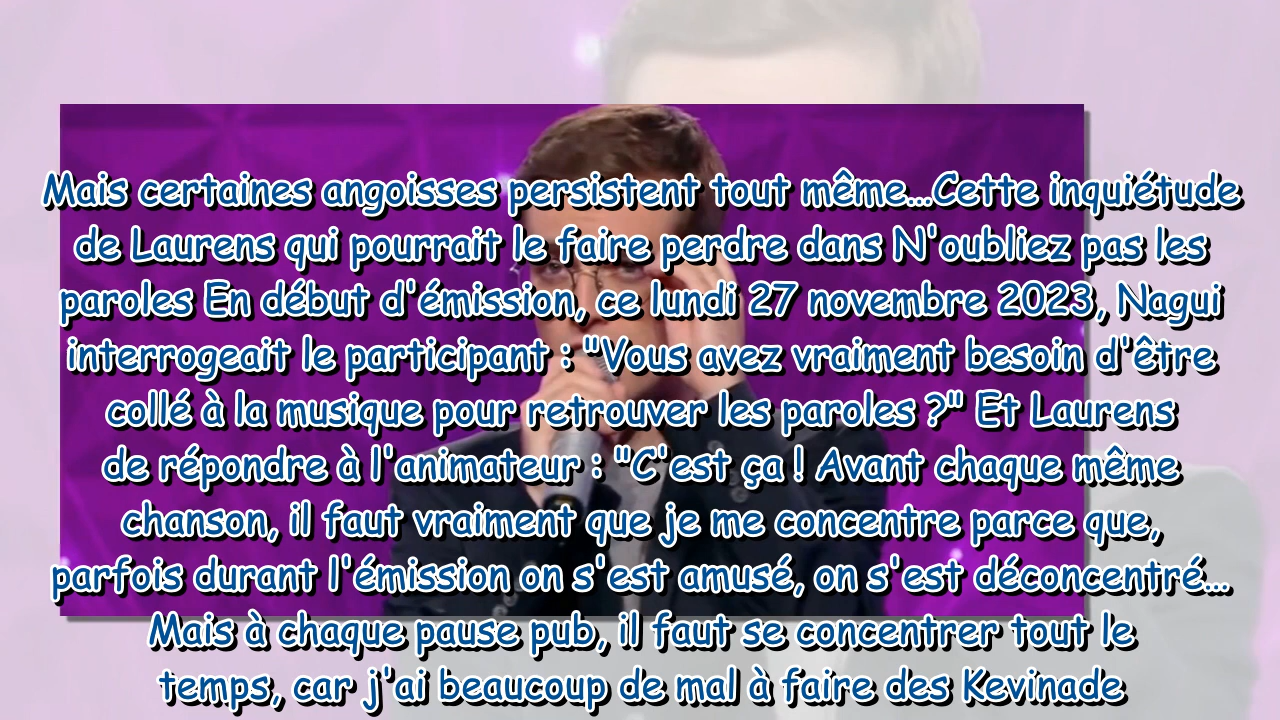 Mais certaines angoisses persistent tout même...Cette inquiétude
de Laurens qui pourrait le faire perdre dans N'oubliez pas les
paroles En début d'émission, ce lundi 27 novembre 2023, Nagui
interrogeait le participant : "Vous avez vraiment besoin d'être
collé à la musique pour retrouver les paroles ?" Et Laurens
de répondre à l'animateur : "C'est ça ! Avant chaque même
chanson, il faut vraiment que je me concentre parce que,
parfois durant l'émission on s'est amusé, on s'est déconcentré...
Mais à chaque pause pub, il faut se concentrer tout le
temps, car j'ai beaucoup de mal à faire des Kevinade